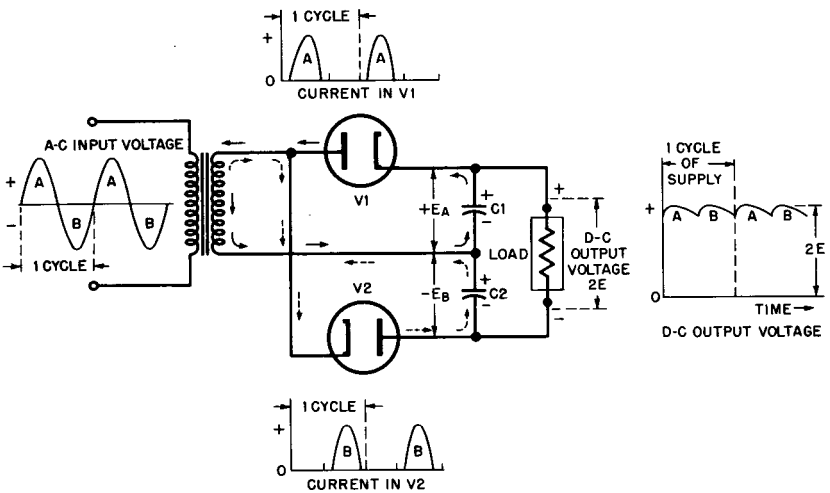 1 CYCLE
+
A
A
0
CURRENT IN V1
A-C INPUT VOLTAGE
+
A
A
-
B
B
1 CYCLE
V1
+
+EA
C1
-
V2
-EB
+
C2
-
+
LOAD
-
D-C
OUTPUT
VOLTAGE
2E
1 CYCLE
OF
SUPPLY
+
A
B
A
B
2E
0
TIME
D-C OUTPUT VOLTAGE
1 CYCLE
+
B
B
0
CURRENT IN V2